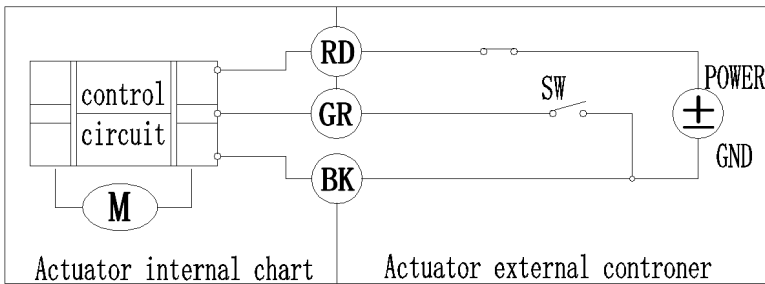 RD
POWER
control
SW
GR
circuit
GND
BK
M
Actuator internal chart
Actuator external controner